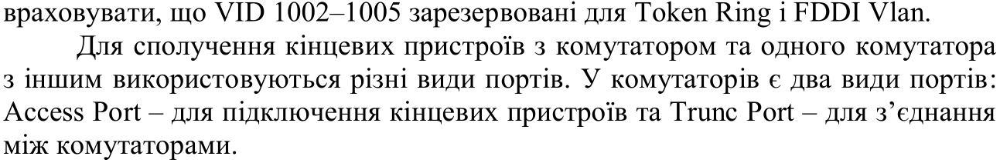 враховувати, що VID 1002–1005 зарезервовані для Token Ring і FDDI Vlan.
Для сполучення кінцевих пристроїв з комутатором та одного комутатора
з іншим використовуються різні види портів. У комутаторів є два види портів:
Access Port – для підключення кінцевих пристроїв та Trunc Port – для з’єднання
між комутаторами.